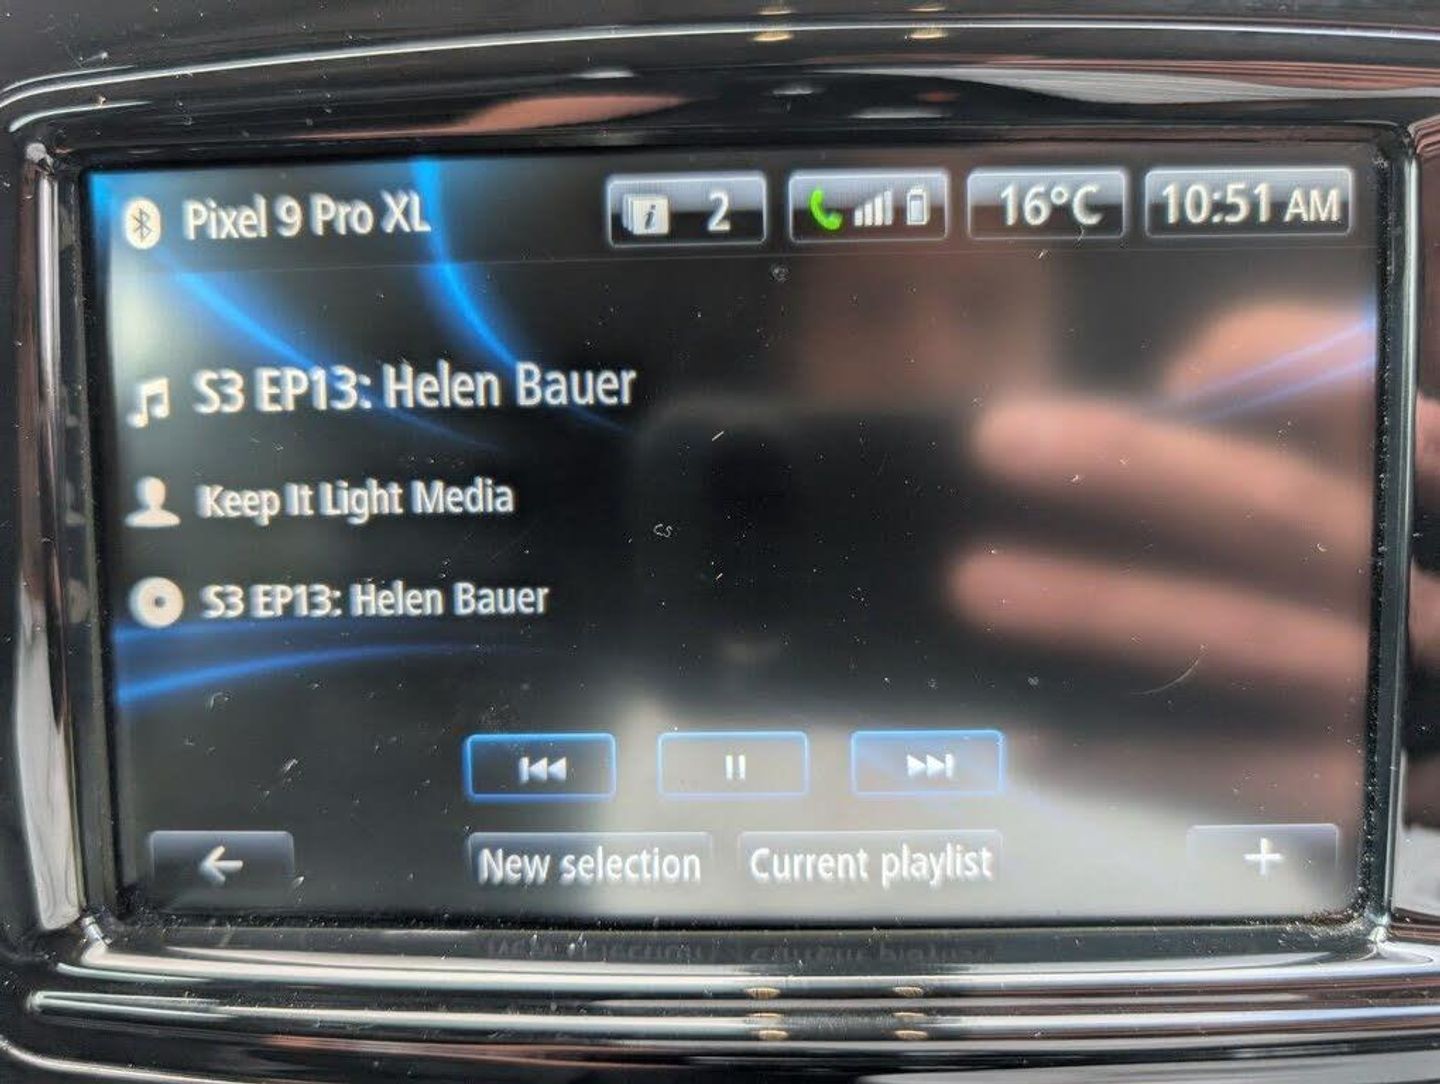 Pixel 9 Pro XL
i 2
16°C
10:51 AM
S3 EP13: Helen Bauer
Keep It Light Media
S3 EP13: Helen Bauer
New selection
Current playlist